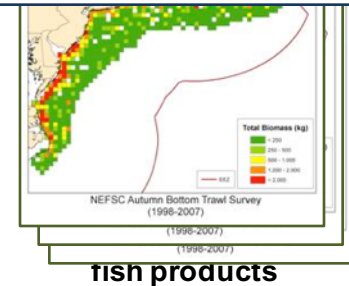 Total Biomass (kg)
< 250
250 - 500
500 - 1,000
1,000 - 2,000
> 2,000
EEZ
NEFSC Autumn Bottom Trawl Survey
(1998-2007)
(1998-2007)
(1998-2007)
fish products